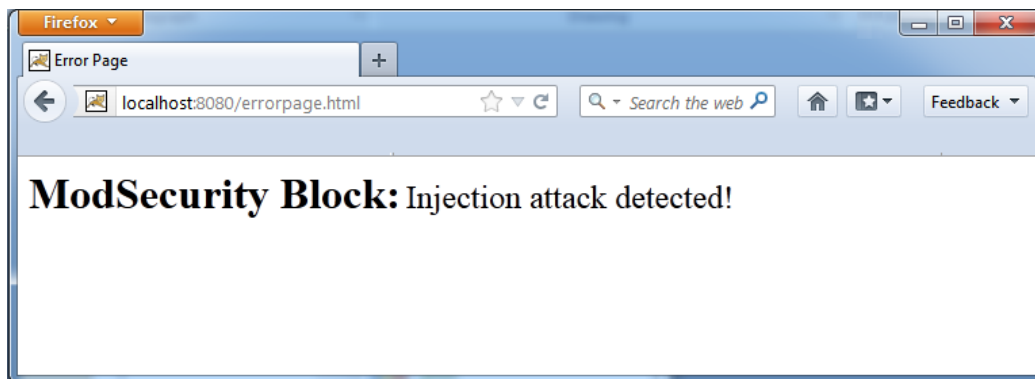 Firefox
Error Page
localhost:8080/errorpage.html
Search the web
Feedback
ModSecurity Block: Injection attack detected!